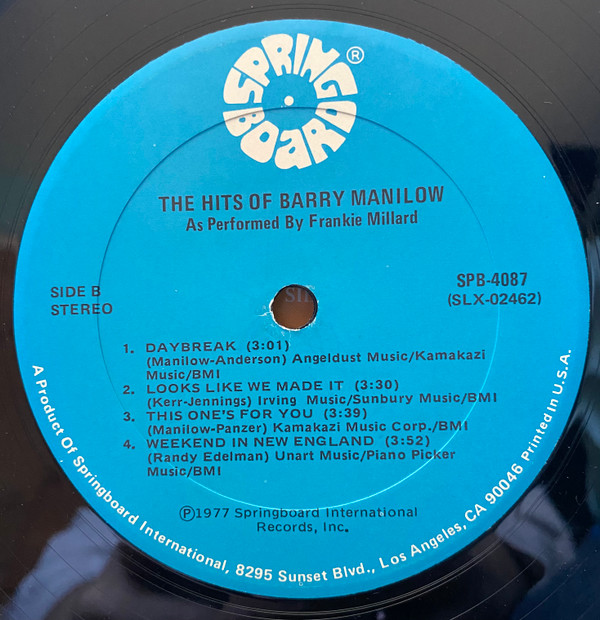 SPRINGBOARD®
THE HITS OF BARRY MANILOW
As Performed By Frankie Millard
SIDE B
STEREO
SPB-4087
(SLX-02462)
1. DAYBREAK (3:01)
(Manilow-Anderson) Angeldust Music/Kamakazi
Music/BMI
2. LOOKS LIKE WE MADE IT (3:30)
(Kerr-Jennings) Irving Music/Sunbury Music/BMI
3. THIS ONE'S FOR YOU (3:39)
(Manilow-Panzer) Kamakazi Music Corp./BMI
4. WEEKEND IN NEW ENGLAND (3:52)
(Randy Edelman) Unart Music/Piano Picker
Music/BMI
℗1977 Springboard International
Records, Inc.
A Product Of Springboard International, 8295 Sunset Blvd., Los Angeles, CA 90046 Printed In U.S.A.